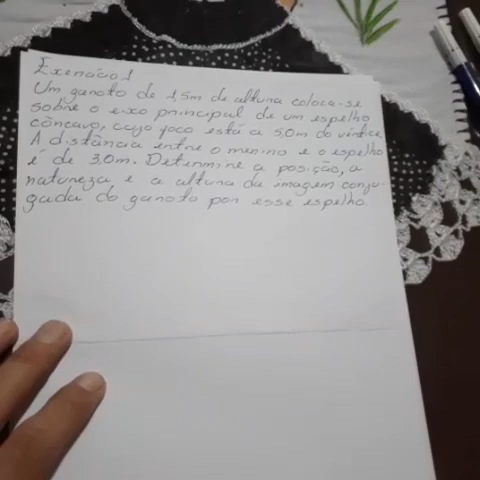 Exercício 1
Um garoto de 1,5m de altura coloca-se
sobre o eixo principal de um espelho
côncavo, cujo foco está a 5,0m do vértice.
A distância entre o menino e o espelho
é de 3,0m. Determine a posição, a
natureza e a altura da imagem conju-
gada do garoto por esse espelho.